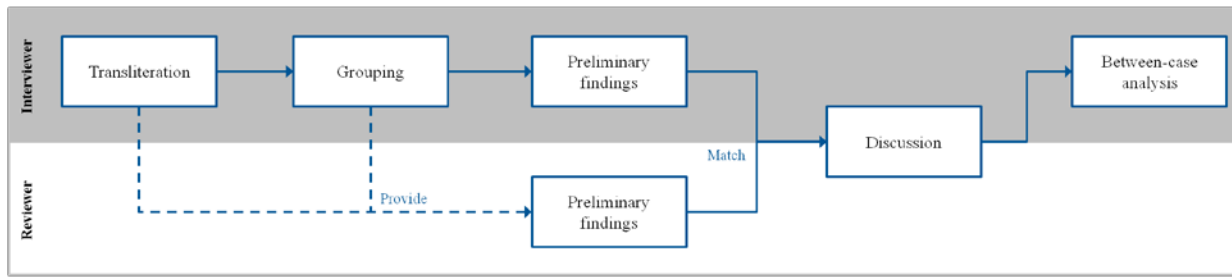 Interviewer
Transliteration
Grouping
Preliminary
findings
Between-case
analysis
Discussion
Match
Reviewer
Provide
Preliminary
findings